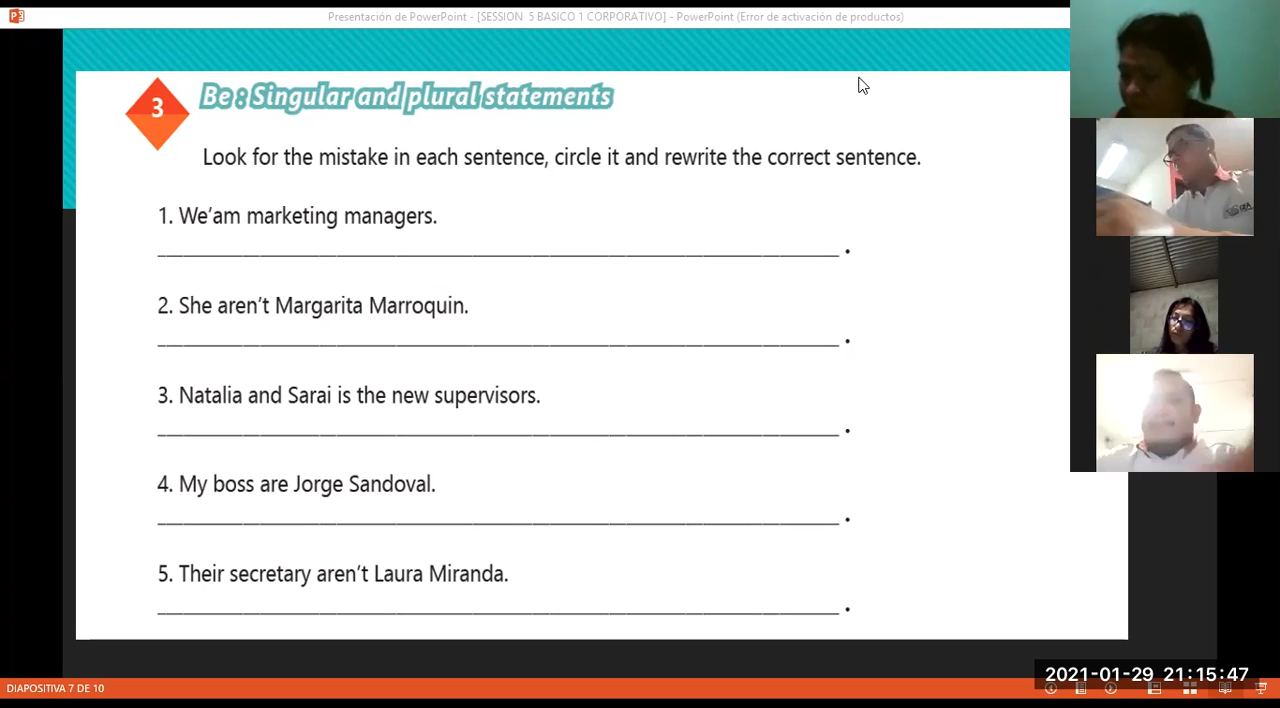 Presentación de PowerPoint - [SESSION 5 BASICO 1 CORPORATIVO] - PowerPoint (Error de activación de productos)
3
Be : Singular and plural statements
Look for the mistake in each sentence, circle it and rewrite the correct sentence.
1. We'am marketing managers.
2. She aren't Margarita Marroquin.
3. Natalia and Sarai is the new supervisors.
4. My boss are Jorge Sandoval.
5. Their secretary aren't Laura Miranda.
2021-01-29 21:15:47
DIAPOSITIVA 7 DE 10